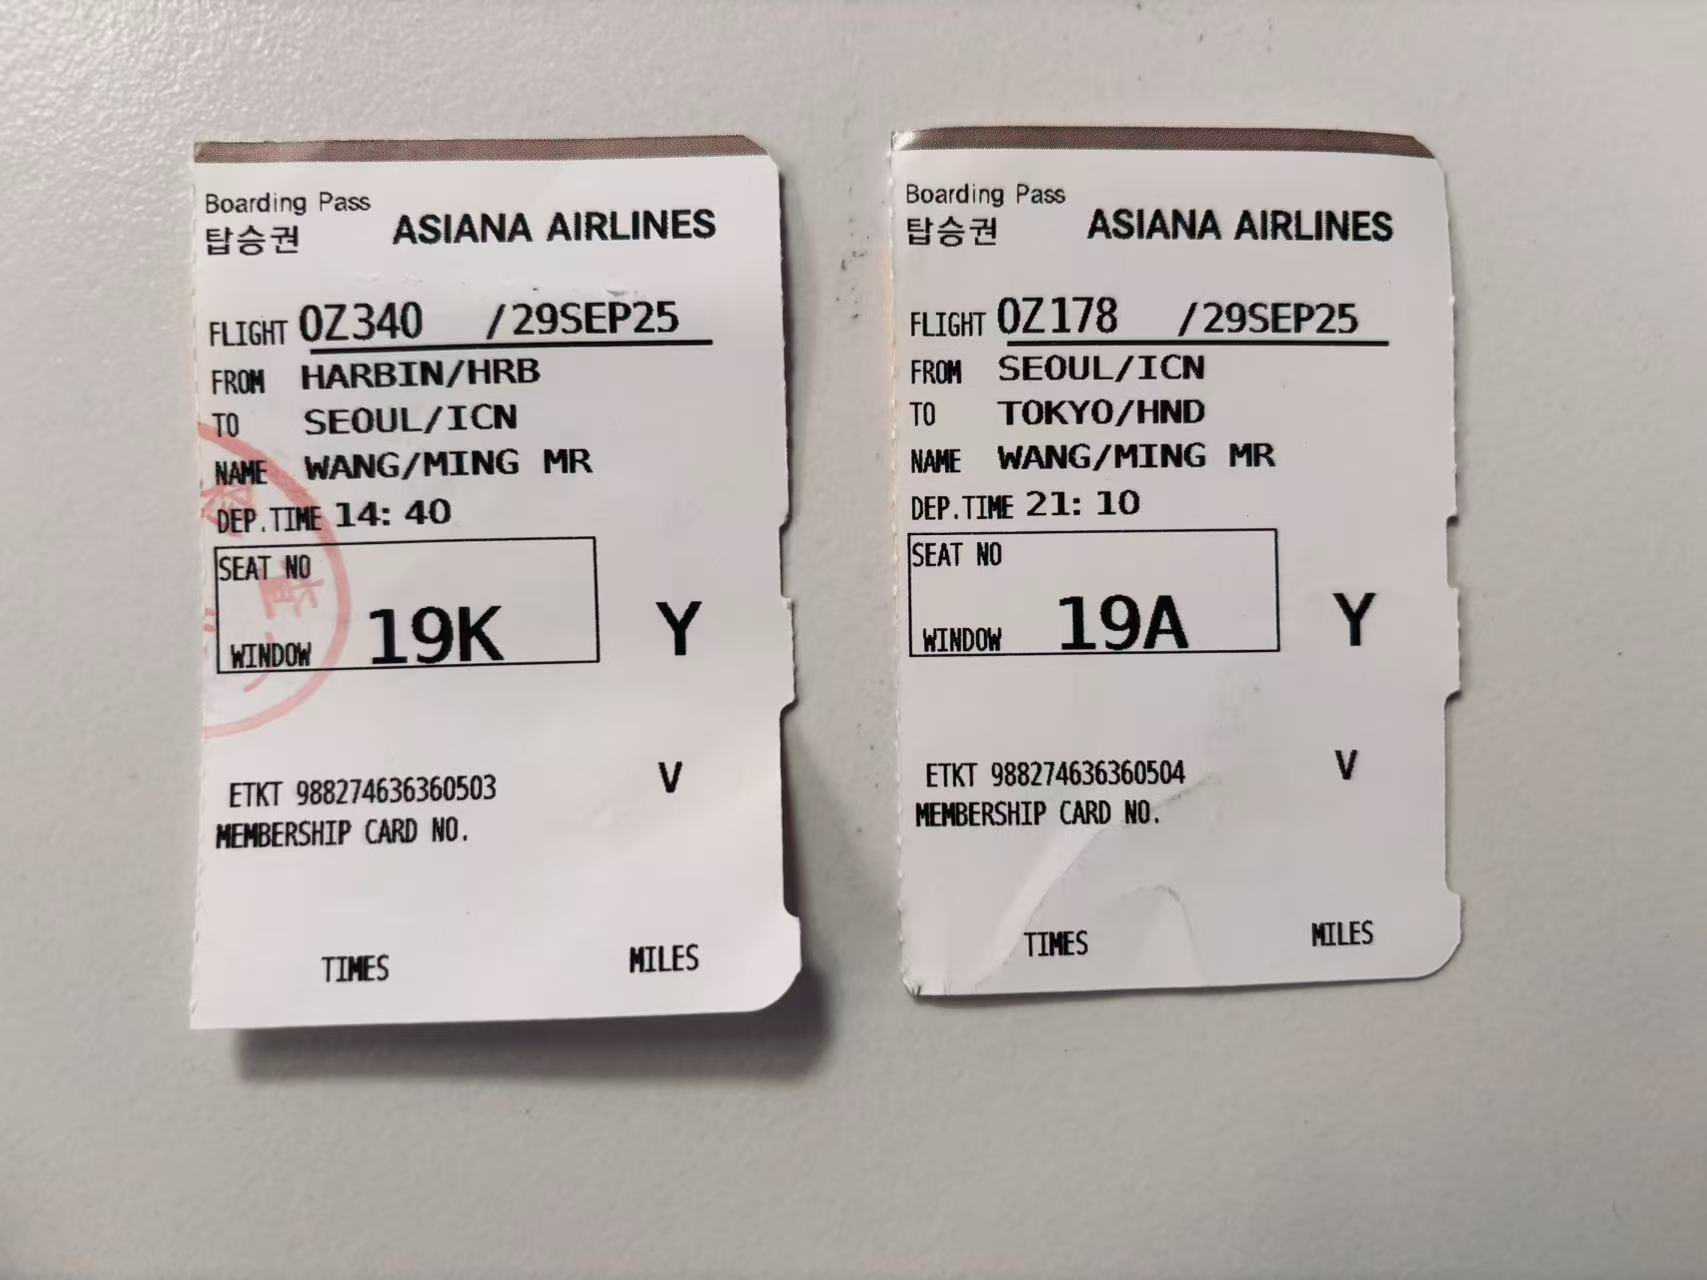 Boarding Pass
탑승권 ASIANA AIRLINES
FLIGHT OZ340 /29SEP25
FROM HARBIN/HRB
TO SEOUL/ICN
NAME WANG/MING MR
DEP.TIME 14: 40
SEAT NO
WINDOW 19K Y
V
ETKT 988274636360503
MEMBERSHIP CARD NO.
TIMES MILES
Boarding Pass
탑승권 ASIANA AIRLINES
FLIGHT OZ178 /29SEP25
FROM SEOUL/ICN
TO TOKYO/HND
NAME WANG/MING MR
DEP.TIME 21: 10
SEAT NO
WINDOW 19A Y
V
ETKT 988274636360504
MEMBERSHIP CARD NO.
TIMES MILES